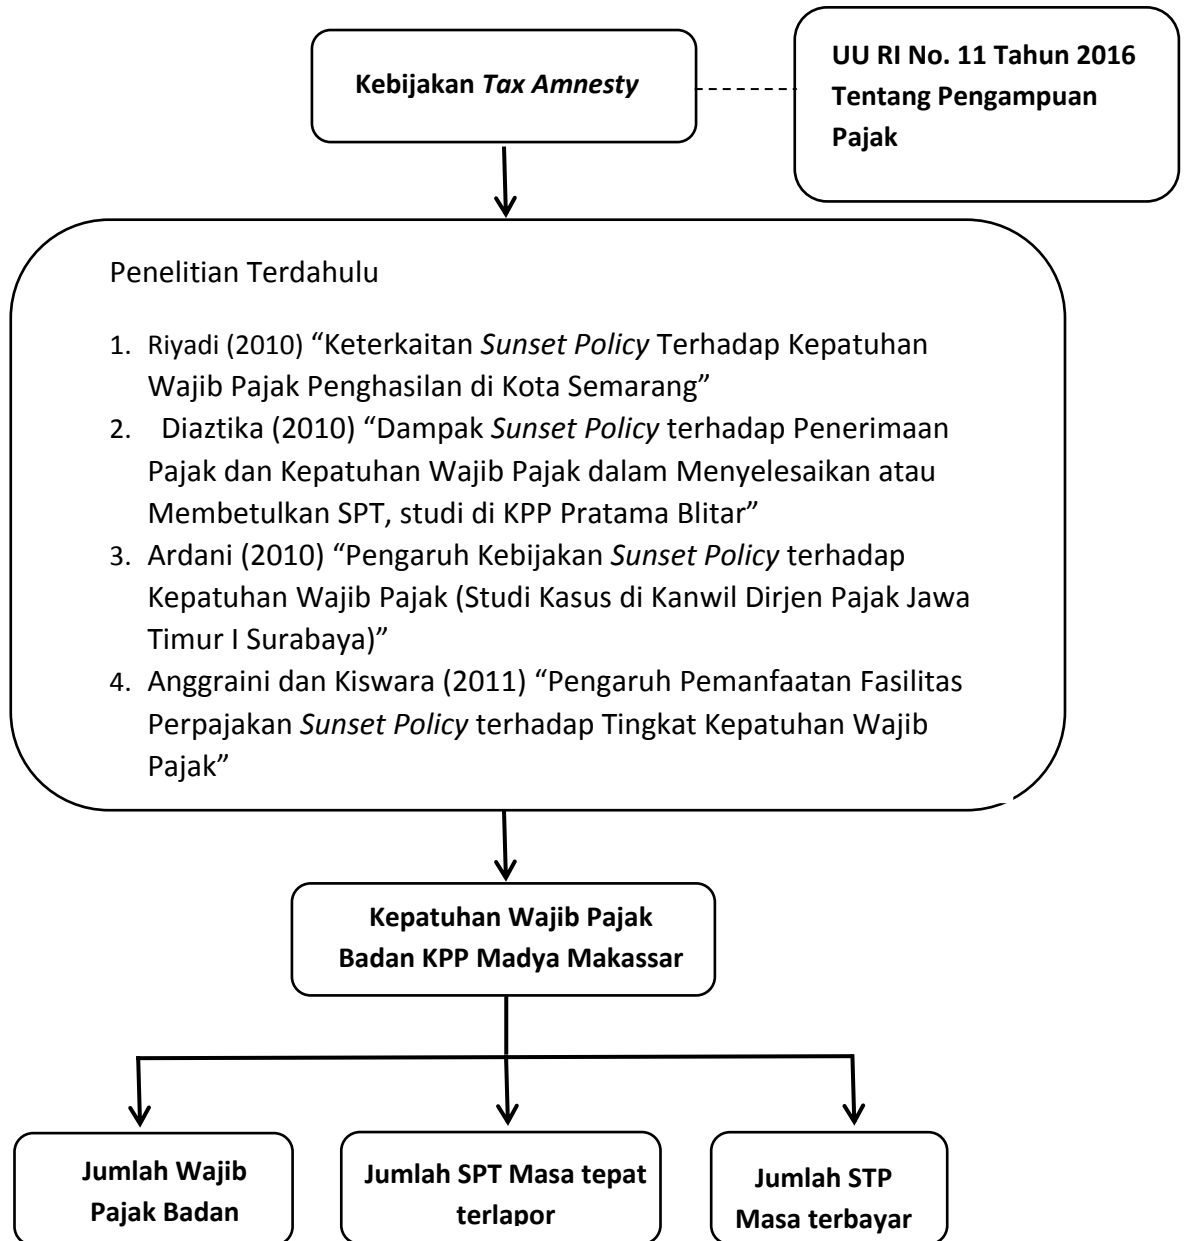 Kebijakan Tax Amnesty
UU RI No. 11 Tahun 2016
Tentang Pengampuan
Pajak
Penelitian Terdahulu
1. Riyadi (2010) “Keterkaitan Sunset Policy Terhadap Kepatuhan
Wajib Pajak Penghasilan di Kota Semarang”
2. Diaztika (2010) “Dampak Sunset Policy terhadap Penerimaan
Pajak dan Kepatuhan Wajib Pajak dalam Menyelesaikan atau
Membetulkan SPT, studi di KPP Pratama Blitar”
3. Ardani (2010) “Pengaruh Kebijakan Sunset Policy terhadap
Kepatuhan Wajib Pajak (Studi Kasus di Kanwil Dirjen Pajak Jawa
Timur I Surabaya)”
4. Anggraini dan Kiswara (2011) “Pengaruh Pemanfaatan Fasilitas
Perpajakan Sunset Policy terhadap Tingkat Kepatuhan Wajib
Pajak”
Kepatuhan Wajib Pajak
Badan KPP Madya Makassar
Jumlah Wajib
Pajak Badan
Jumlah SPT Masa tepat
terlapor
Jumlah STP
Masa terbayar